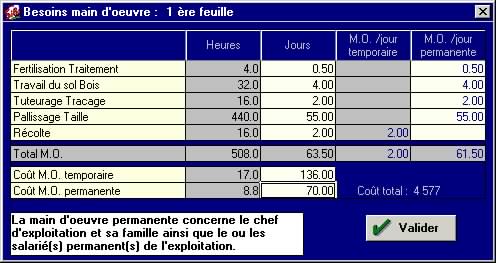 Besoins main d'oeuvre : 1 ère feuille
Heures Jours M.O. /jour temporaire M.O. /jour permanente
Fertilisation Traitement 4.0 0.50 0.50
Travail du sol Bois 32.0 4.00 4.00
Tuteurage Tracage 16.0 2.00 2.00
Pallissage Taille 440.0 55.00 55.00
Récolte 16.0 2.00 2.00
Total M.O. 508.0 63.50 2.00 61.50
Coût M.O. temporaire 17.0 136.00
Coût M.O. permanente 8.8 70.00 Coût total : 4 577
La main d'oeuvre permanente concerne le chef
d'exploitation et sa famille ainsi que le ou les
salarié(s) permanent(s) de l'exploitation.
Valider